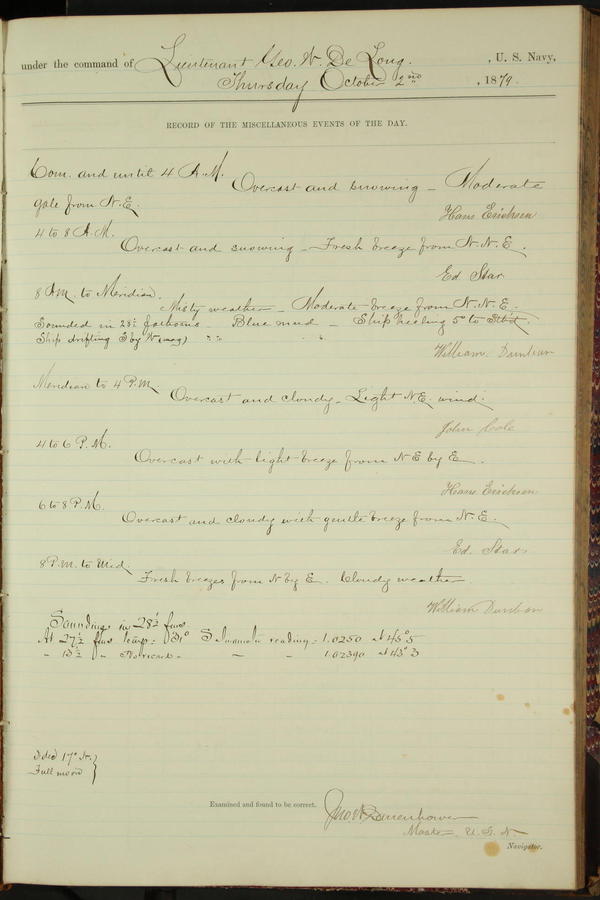 under the command of Lieutenant Geo. W. De Long. , U. S. Navy,
Thursday October 2nd , 1879.
RECORD OF THE MISCELLANEOUS EVENTS OF THE DAY.
Com. and until 4 A.M.
Overcast and snowing – Moderate
gale from N.E.
Hans Erichsen
4 to 8 A.M.
Overcast and snowing – Fresh breeze from N.N.E.
Ed Star
8 A.M. to Meridian.
Misty weather – Moderate breeze from N.N.E.
Sounded in 28½ fathoms – Blue mud – Ship heeling 5° to Stb'd.
Ship drifting S by W (mag)
William Dunbar
Meridian to 4 P.M.
Overcast and cloudy – Light N.E. wind.
John Cole
4 to 6 P.M.
Overcast with light breeze from N E by E.
Hans Erichsen
6 to 8 P.M.
Overcast and cloudy with gentle breeze from N.E.
Ed. Star
8 P.M. to Mid.
Fresh breezes from N by E. Cloudy weather
William Dunbar
Soundings in 28½ fms
At 27½ fms temp. 31° reading = 1.0250 at 45°5
" 13½ " – – 1.02390 at 43°3
17°
Full moon }
Examined and found to be correct.
Jno W Danenhower
Master U.S.N.
Navigator.